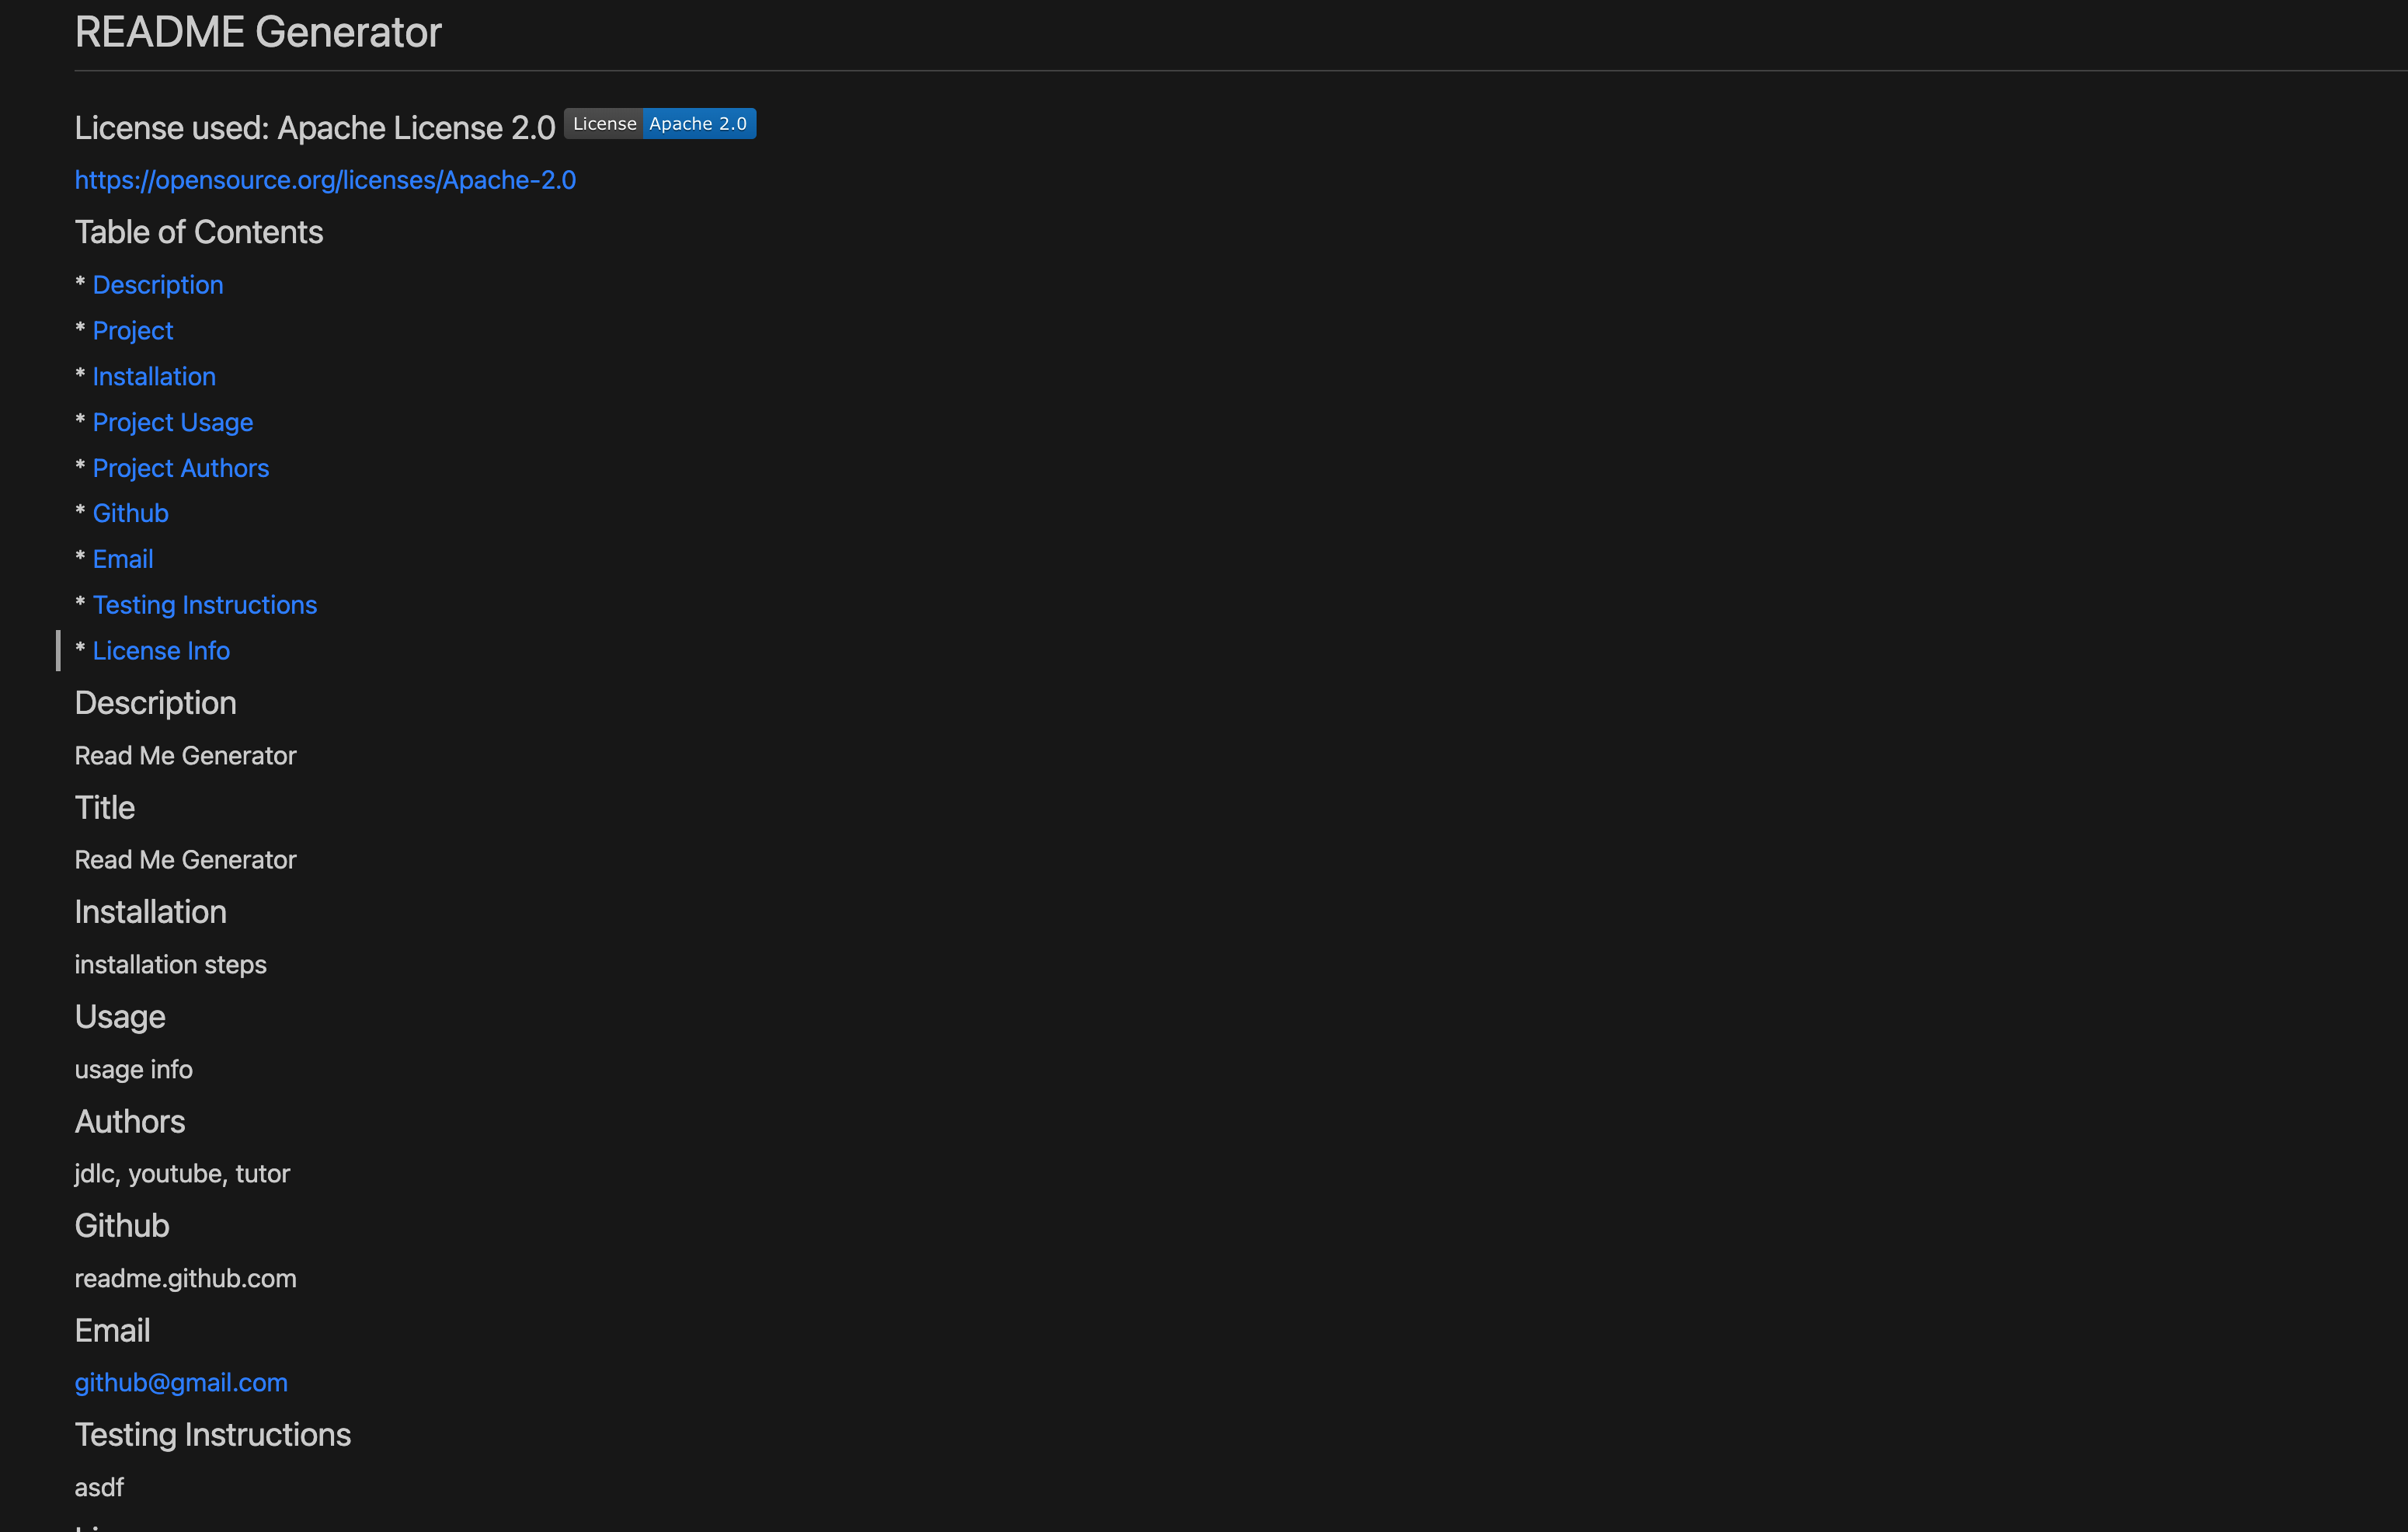 README Generator
License used: Apache License 2.0 License Apache 2.0
https://opensource.org/licenses/Apache-2.0
Table of Contents
* Description
* Project
* Installation
* Project Usage
* Project Authors
* Github
* Email
* Testing Instructions
* License Info
Description
Read Me Generator
Title
Read Me Generator
Installation
installation steps
Usage
usage info
Authors
jdlc, youtube, tutor
Github
readme.github.com
Email
github@gmail.com
Testing Instructions
asdf